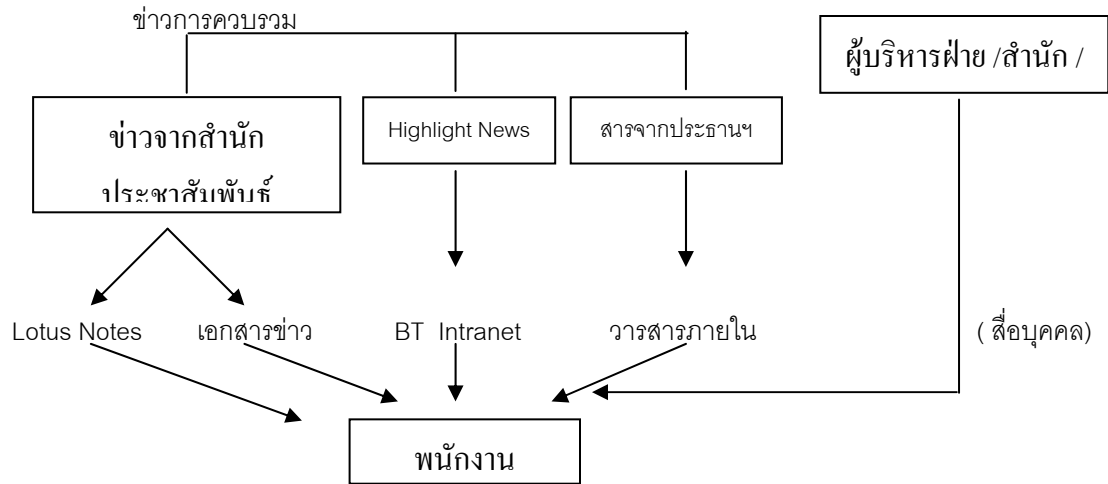 ข่าวการควบรวม
ผู้บริหารฝ่าย /สำนัก /
ข่าวจากสำนัก
ประชาสัมพันธ์
Highlight News
สารจากประธานฯ
Lotus Notes
เอกสารข่าว
BT Intranet
วารสารภายใน
( สื่อบุคคล)
พนักงาน